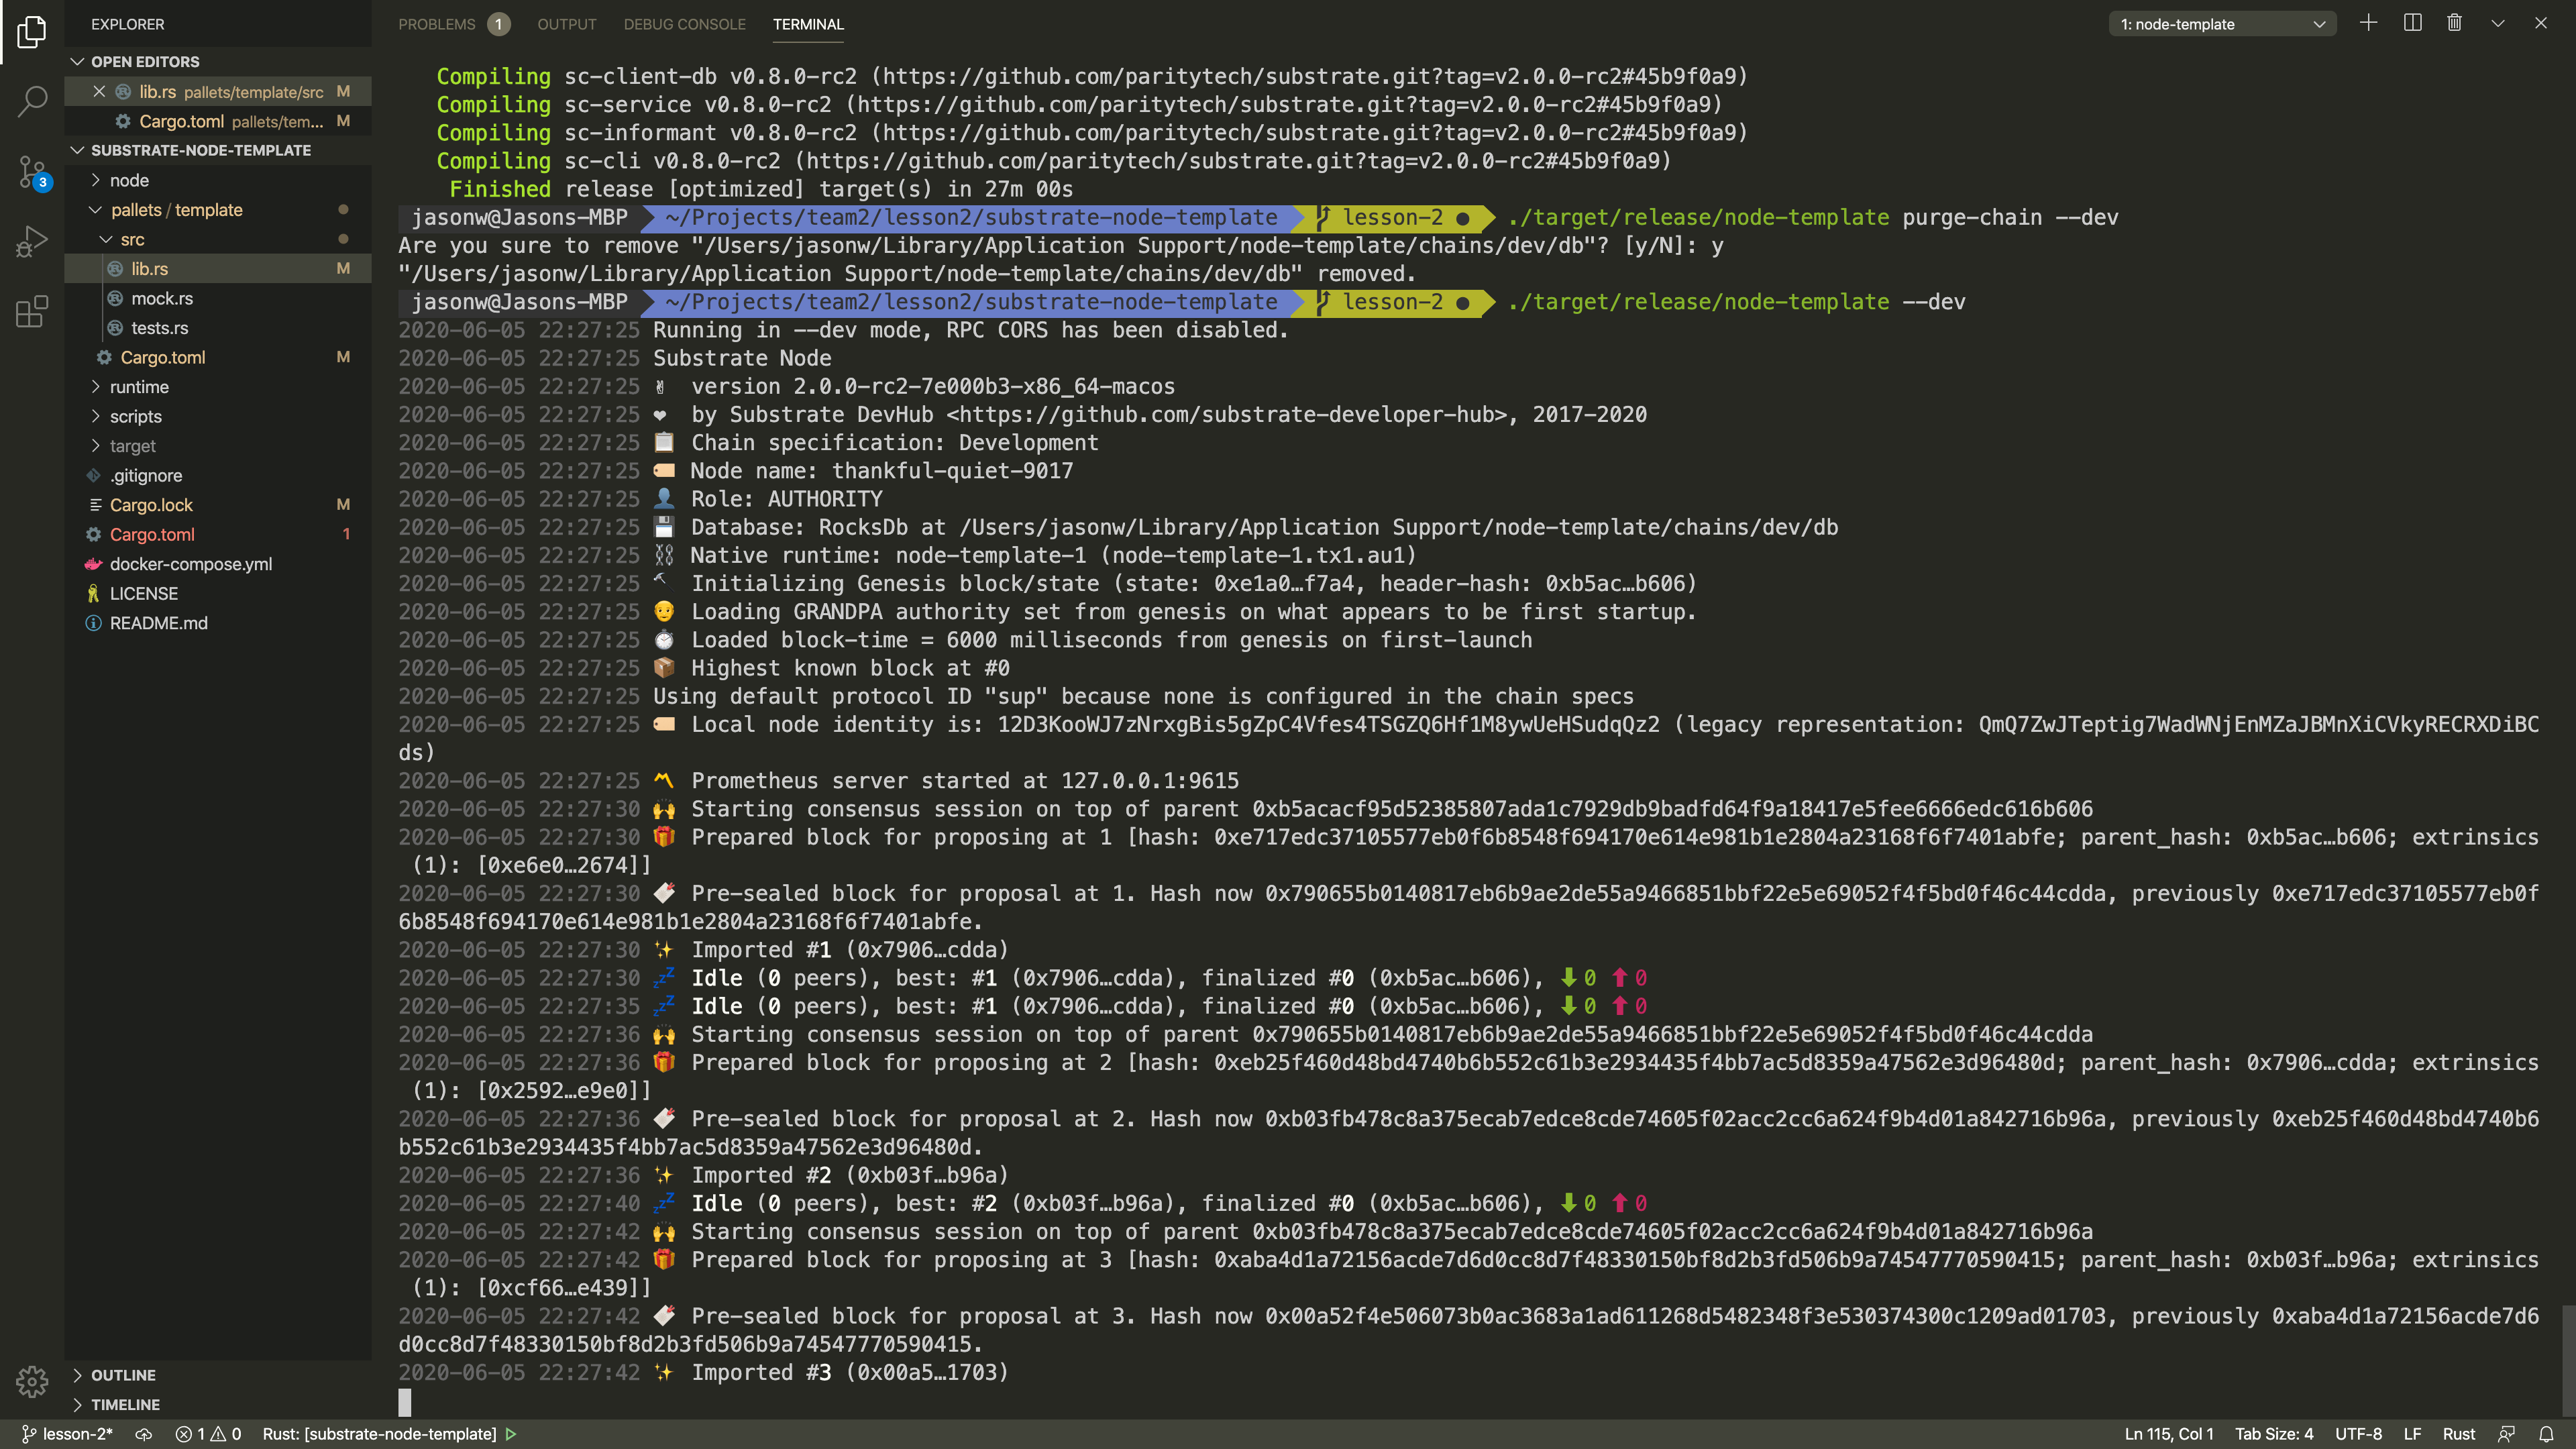 EXPLORER
OPEN EDITORS
lib.rs pallets/template/src M
Cargo.toml pallets/tem... M
SUBSTRATE-NODE-TEMPLATE
node
pallets / template
src
lib.rs M
mock.rs
tests.rs
Cargo.toml M
runtime
scripts
target
.gitignore
Cargo.lock M
Cargo.toml 1
docker-compose.yml
LICENSE
README.md
OUTLINE
TIMELINE
3
PROBLEMS 1 OUTPUT DEBUG CONSOLE TERMINAL 1: node-template
Compiling sc-client-db v0.8.0-rc2 (https://github.com/paritytech/substrate.git?tag=v2.0.0-rc2#45b9f0a9)
Compiling sc-service v0.8.0-rc2 (https://github.com/paritytech/substrate.git?tag=v2.0.0-rc2#45b9f0a9)
Compiling sc-informant v0.8.0-rc2 (https://github.com/paritytech/substrate.git?tag=v2.0.0-rc2#45b9f0a9)
Compiling sc-cli v0.8.0-rc2 (https://github.com/paritytech/substrate.git?tag=v2.0.0-rc2#45b9f0a9)
Finished release [optimized] target(s) in 27m 00s
jasonw@Jasons-MBP ~/Projects/team2/lesson2/substrate-node-template lesson-2 ● ./target/release/node-template purge-chain --dev
Are you sure to remove "/Users/jasonw/Library/Application Support/node-template/chains/dev/db"? [y/N]: y
"/Users/jasonw/Library/Application Support/node-template/chains/dev/db" removed.
jasonw@Jasons-MBP ~/Projects/team2/lesson2/substrate-node-template lesson-2 ● ./target/release/node-template --dev
2020-06-05 22:27:25 Running in --dev mode, RPC CORS has been disabled.
2020-06-05 22:27:25 Substrate Node
2020-06-05 22:27:25 ✌️ version 2.0.0-rc2-7e000b3-x86_64-macos
2020-06-05 22:27:25 ❤️ by Substrate DevHub <https://github.com/substrate-developer-hub>, 2017-2020
2020-06-05 22:27:25 📋 Chain specification: Development
2020-06-05 22:27:25 🏷 Node name: thankful-quiet-9017
2020-06-05 22:27:25 👤 Role: AUTHORITY
2020-06-05 22:27:25 💾 Database: RocksDb at /Users/jasonw/Library/Application Support/node-template/chains/dev/db
2020-06-05 22:27:25 ⛓ Native runtime: node-template-1 (node-template-1.tx1.au1)
2020-06-05 22:27:25 🔨 Initializing Genesis block/state (state: 0xe1a0…f7a4, header-hash: 0xb5ac…b606)
2020-06-05 22:27:25 👴 Loading GRANDPA authority set from genesis on what appears to be first startup.
2020-06-05 22:27:25 ⏱ Loaded block-time = 6000 milliseconds from genesis on first-launch
2020-06-05 22:27:25 📦 Highest known block at #0
2020-06-05 22:27:25 Using default protocol ID "sup" because none is configured in the chain specs
2020-06-05 22:27:25 🏷 Local node identity is: 12D3KooWJ7zNrxgBis5gZpC4Vfes4TSGZQ6Hf1M8ywUeHSudqQz2 (legacy representation: QmQ7ZwJTeptig7WadWNjEnMZaJBMnXiCVkyRECRXDiBC
ds)
2020-06-05 22:27:25 〽️ Prometheus server started at 127.0.0.1:9615
2020-06-05 22:27:30 🙌 Starting consensus session on top of parent 0xb5acacf95d52385807ada1c7929db9badfd64f9a18417e5fee6666edc616b606
2020-06-05 22:27:30 🎁 Prepared block for proposing at 1 [hash: 0xe717edc37105577eb0f6b8548f694170e614e981b1e2804a23168f6f7401abfe; parent_hash: 0xb5ac…b606; extrinsics
(1): [0xe6e0…2674]]
2020-06-05 22:27:30 🔖 Pre-sealed block for proposal at 1. Hash now 0x790655b0140817eb6b9ae2de55a9466851bbf22e5e69052f4f5bd0f46c44cdda, previously 0xe717edc37105577eb0f
6b8548f694170e614e981b1e2804a23168f6f7401abfe.
2020-06-05 22:27:30 ✨ Imported #1 (0x7906…cdda)
2020-06-05 22:27:30 💤 Idle (0 peers), best: #1 (0x7906…cdda), finalized #0 (0xb5ac…b606), ⬇ 0 ⬆ 0
2020-06-05 22:27:35 💤 Idle (0 peers), best: #1 (0x7906…cdda), finalized #0 (0xb5ac…b606), ⬇ 0 ⬆ 0
2020-06-05 22:27:36 🙌 Starting consensus session on top of parent 0x790655b0140817eb6b9ae2de55a9466851bbf22e5e69052f4f5bd0f46c44cdda
2020-06-05 22:27:36 🎁 Prepared block for proposing at 2 [hash: 0xeb25f460d48bd4740b6b552c61b3e2934435f4bb7ac5d8359a47562e3d96480d; parent_hash: 0x7906…cdda; extrinsics
(1): [0x2592…e9e0]]
2020-06-05 22:27:36 🔖 Pre-sealed block for proposal at 2. Hash now 0xb03fb478c8a375ecab7edce8cde74605f02acc2cc6a624f9b4d01a842716b96a, previously 0xeb25f460d48bd4740b6
b552c61b3e2934435f4bb7ac5d8359a47562e3d96480d.
2020-06-05 22:27:36 ✨ Imported #2 (0xb03f…b96a)
2020-06-05 22:27:40 💤 Idle (0 peers), best: #2 (0xb03f…b96a), finalized #0 (0xb5ac…b606), ⬇ 0 ⬆ 0
2020-06-05 22:27:42 🙌 Starting consensus session on top of parent 0xb03fb478c8a375ecab7edce8cde74605f02acc2cc6a624f9b4d01a842716b96a
2020-06-05 22:27:42 🎁 Prepared block for proposing at 3 [hash: 0xaba4d1a72156acde7d6d0cc8d7f48330150bf8d2b3fd506b9a74547770590415; parent_hash: 0xb03f…b96a; extrinsics
(1): [0xcf66…e439]]
2020-06-05 22:27:42 🔖 Pre-sealed block for proposal at 3. Hash now 0x00a52f4e506073b0ac3683a1ad611268d5482348f3e530374300c1209ad01703, previously 0xaba4d1a72156acde7d6
d0cc8d7f48330150bf8d2b3fd506b9a74547770590415.
2020-06-05 22:27:42 ✨ Imported #3 (0x00a5…1703)
lesson-2* 1 0 Rust: [substrate-node-template] Ln 115, Col 1 Tab Size: 4 UTF-8 LF Rust